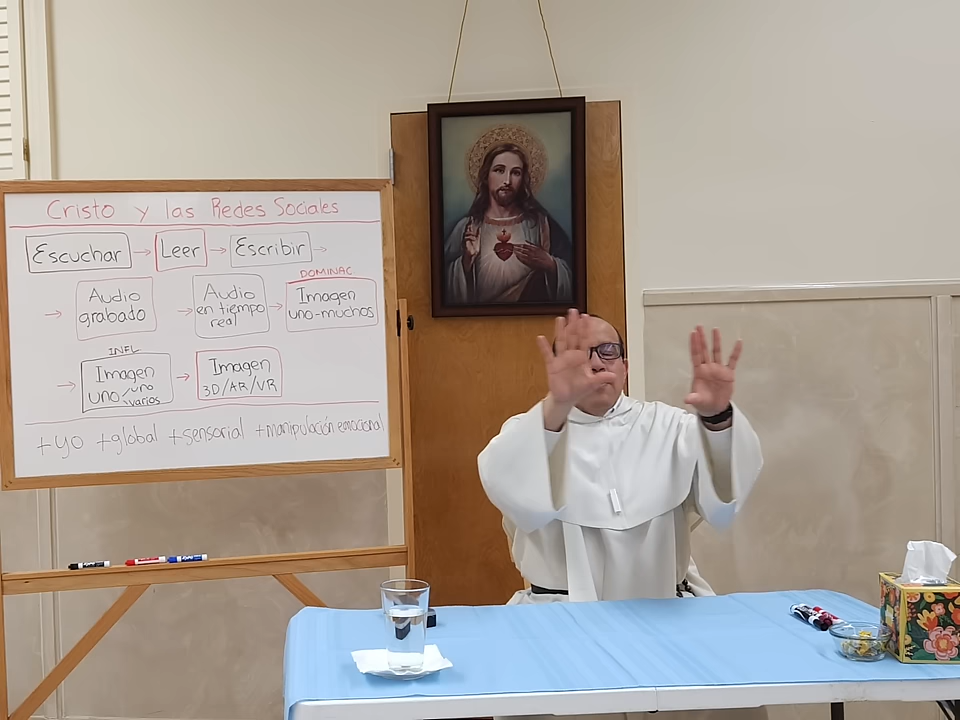 Cristo y las Redes Sociales
Escuchar → Leer → Escribir →
DOMINAC
→ Audio grabado → Audio en tiempo real → Imagen uno-muchos
INFL
→ Imagen uno < uno varios → Imagen 3D/AR/VR
+yo +global +sensorial +manipulación emocional